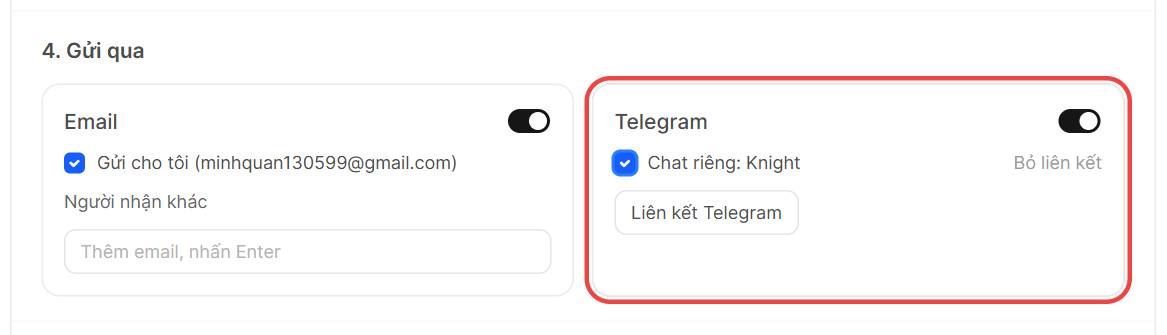 4. Gửi qua
Email
Gửi cho tôi (minhquan130599@gmail.com)
Người nhận khác
Thêm email, nhấn Enter
Telegram
Chat riêng: Knight
Bỏ liên kết
Liên kết Telegram